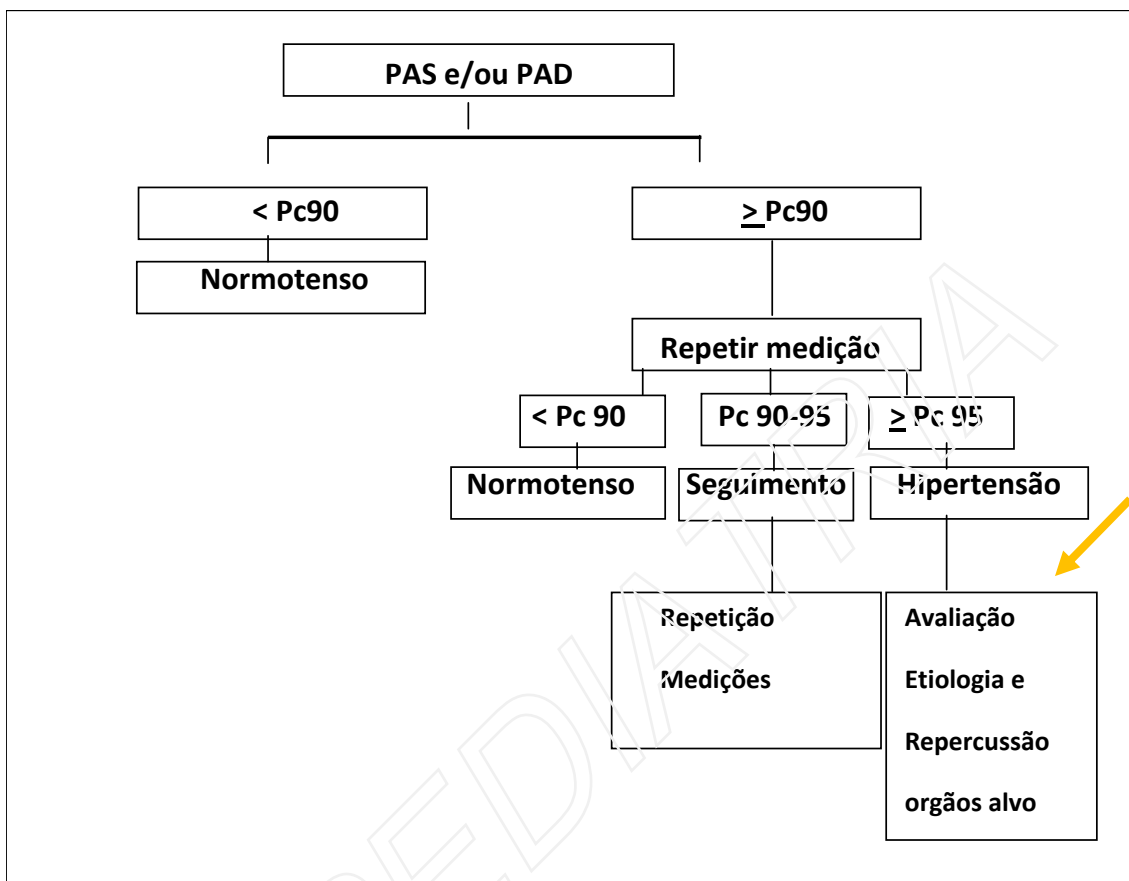 PAS e/ou PAD
< Pc90
≥ Pc90
Normotenso
Repetir medição
< Pc 90
Pc 90-95
≥ Pc 95
Normotenso
Seguimento
Hipertensão
Repetição
Medições
Avaliação
Etiologia e
Repercussão
orgãos alvo
PEDIATRIA